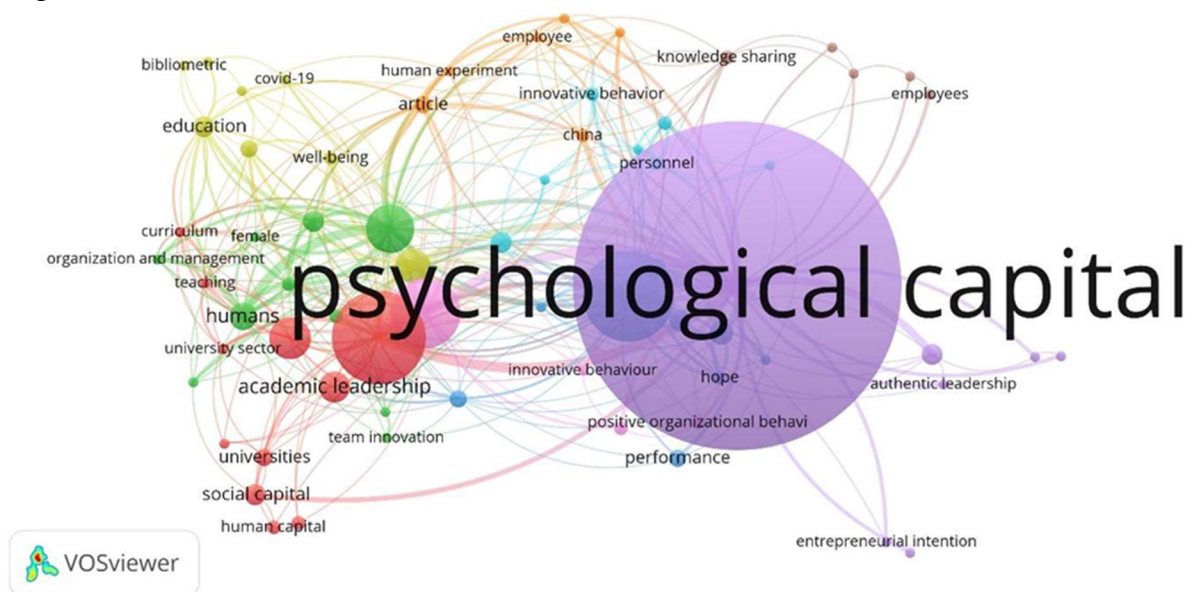 employee
knowledge sharing
bibliometric
human experiment
covid-19
innovative behavior
employees
article
education
china
well-being
personnel
curriculum
female
organization and management
teaching
psychological capital
humans
university sector
innovative behaviour
hope
academic leadership
authentic leadership
positive organizational behavi
team innovation
universities
performance
social capital
human capital
entrepreneurial intention
VOSviewer